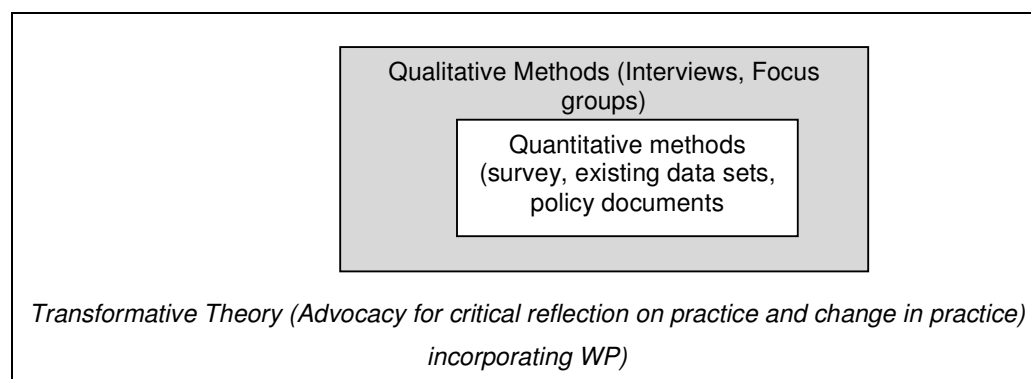 Qualitative Methods (Interviews, Focus
groups)
Quantitative methods
(survey, existing data sets,
policy documents
Transformative Theory (Advocacy for critical reflection on practice and change in practice)
incorporating WP)